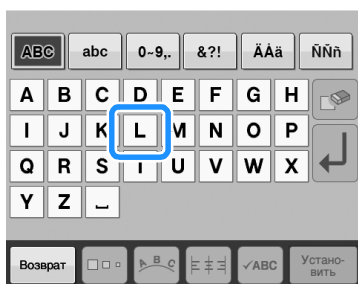 ABC abc 0~9,. &?! ÄÅä ÑÑñ
A B C D E F G H
I J K L M N O P
Q R S T U V W X
Y Z ⎵
Возврат A B C ✓ABC Устано-
вить